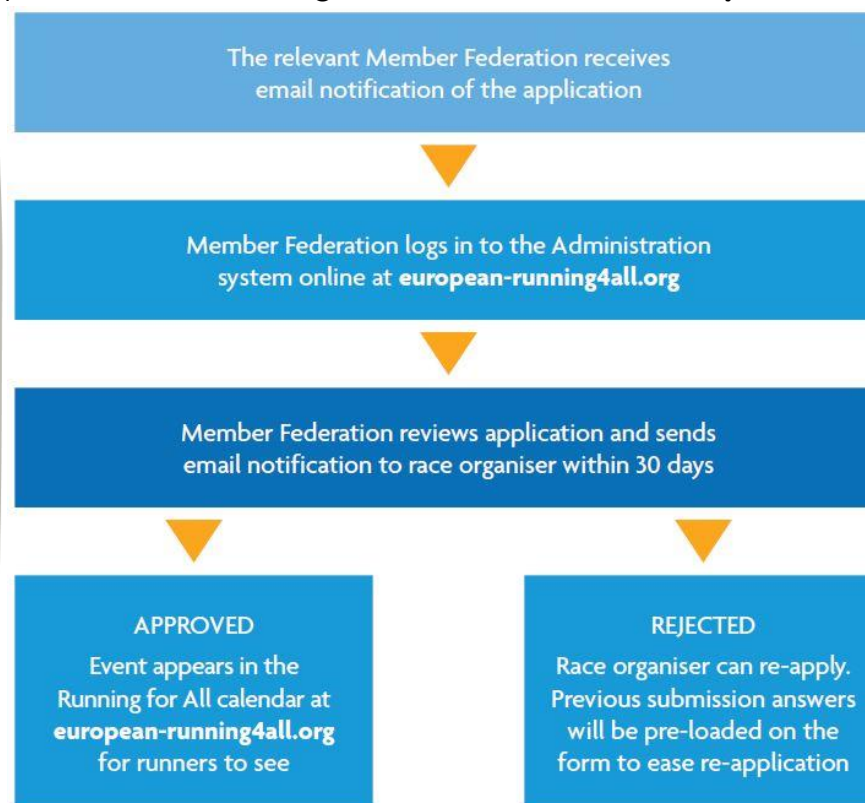 The relevant Member Federation receives
email notification of the application
Member Federation logs in to the Administration
system online at european-running4all.org
Member Federation reviews application and sends
email notification to race organiser within 30 days
APPROVED
Event appears in the
Running for All calendar at
european-running4all.org
for runners to see
REJECTED
Race organiser can re-apply.
Previous submission answers
will be pre-loaded on the
form to ease re-application